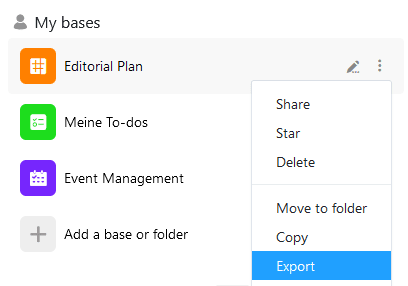 My bases
Editorial Plan
Meine To-dos
Event Management
Add a base or folder
Share
Star
Delete
Move to folder
Copy
Export